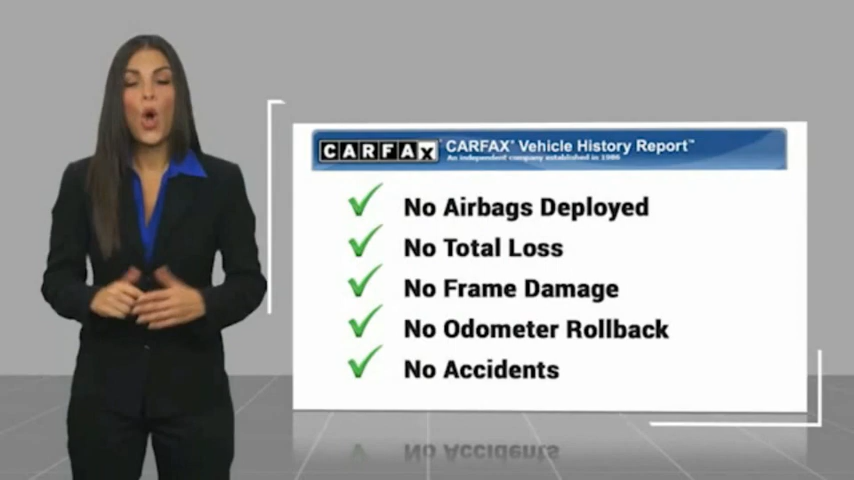 CARFAX CARFAX® Vehicle History Report™
An independent company established in 1986
No Airbags Deployed
No Total Loss
No Frame Damage
No Odometer Rollback
No Accidents
No Accidents